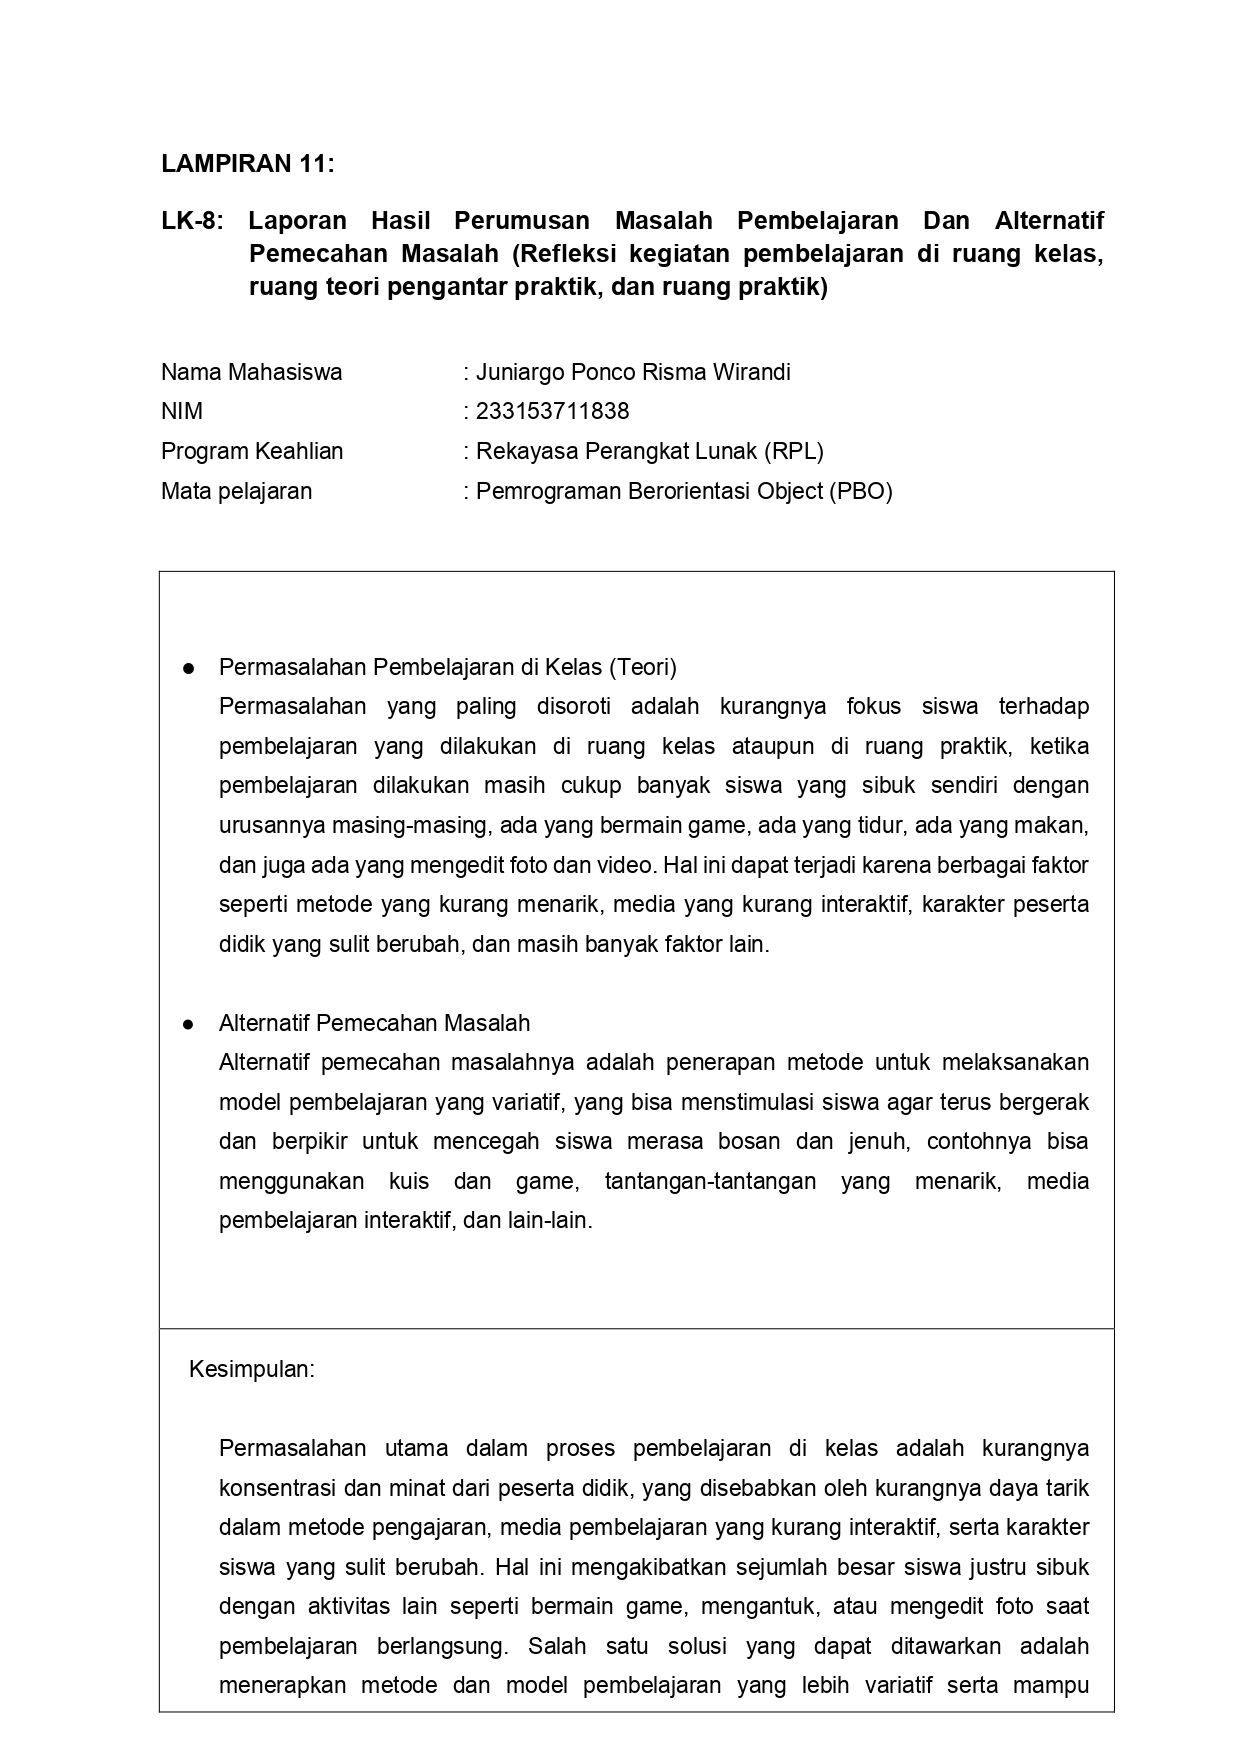 LAMPIRAN 11:
LK-8: Laporan Hasil Perumusan Masalah Pembelajaran Dan Alternatif
Pemecahan Masalah (Refleksi kegiatan pembelajaran di ruang kelas,
ruang teori pengantar praktik, dan ruang praktik)
Nama Mahasiswa : Juniargo Ponco Risma Wirandi
NIM : 233153711838
Program Keahlian : Rekayasa Perangkat Lunak (RPL)
Mata pelajaran : Pemrograman Berorientasi Object (PBO)
● Permasalahan Pembelajaran di Kelas (Teori)
Permasalahan yang paling disoroti adalah kurangnya fokus siswa terhadap
pembelajaran yang dilakukan di ruang kelas ataupun di ruang praktik, ketika
pembelajaran dilakukan masih cukup banyak siswa yang sibuk sendiri dengan
urusannya masing-masing, ada yang bermain game, ada yang tidur, ada yang makan,
dan juga ada yang mengedit foto dan video. Hal ini dapat terjadi karena berbagai faktor
seperti metode yang kurang menarik, media yang kurang interaktif, karakter peserta
didik yang sulit berubah, dan masih banyak faktor lain.
● Alternatif Pemecahan Masalah
Alternatif pemecahan masalahnya adalah penerapan metode untuk melaksanakan
model pembelajaran yang variatif, yang bisa menstimulasi siswa agar terus bergerak
dan berpikir untuk mencegah siswa merasa bosan dan jenuh, contohnya bisa
menggunakan kuis dan game, tantangan-tantangan yang menarik, media
pembelajaran interaktif, dan lain-lain.
Kesimpulan:
Permasalahan utama dalam proses pembelajaran di kelas adalah kurangnya
konsentrasi dan minat dari peserta didik, yang disebabkan oleh kurangnya daya tarik
dalam metode pengajaran, media pembelajaran yang kurang interaktif, serta karakter
siswa yang sulit berubah. Hal ini mengakibatkan sejumlah besar siswa justru sibuk
dengan aktivitas lain seperti bermain game, mengantuk, atau mengedit foto saat
pembelajaran berlangsung. Salah satu solusi yang dapat ditawarkan adalah
menerapkan metode dan model pembelajaran yang lebih variatif serta mampu